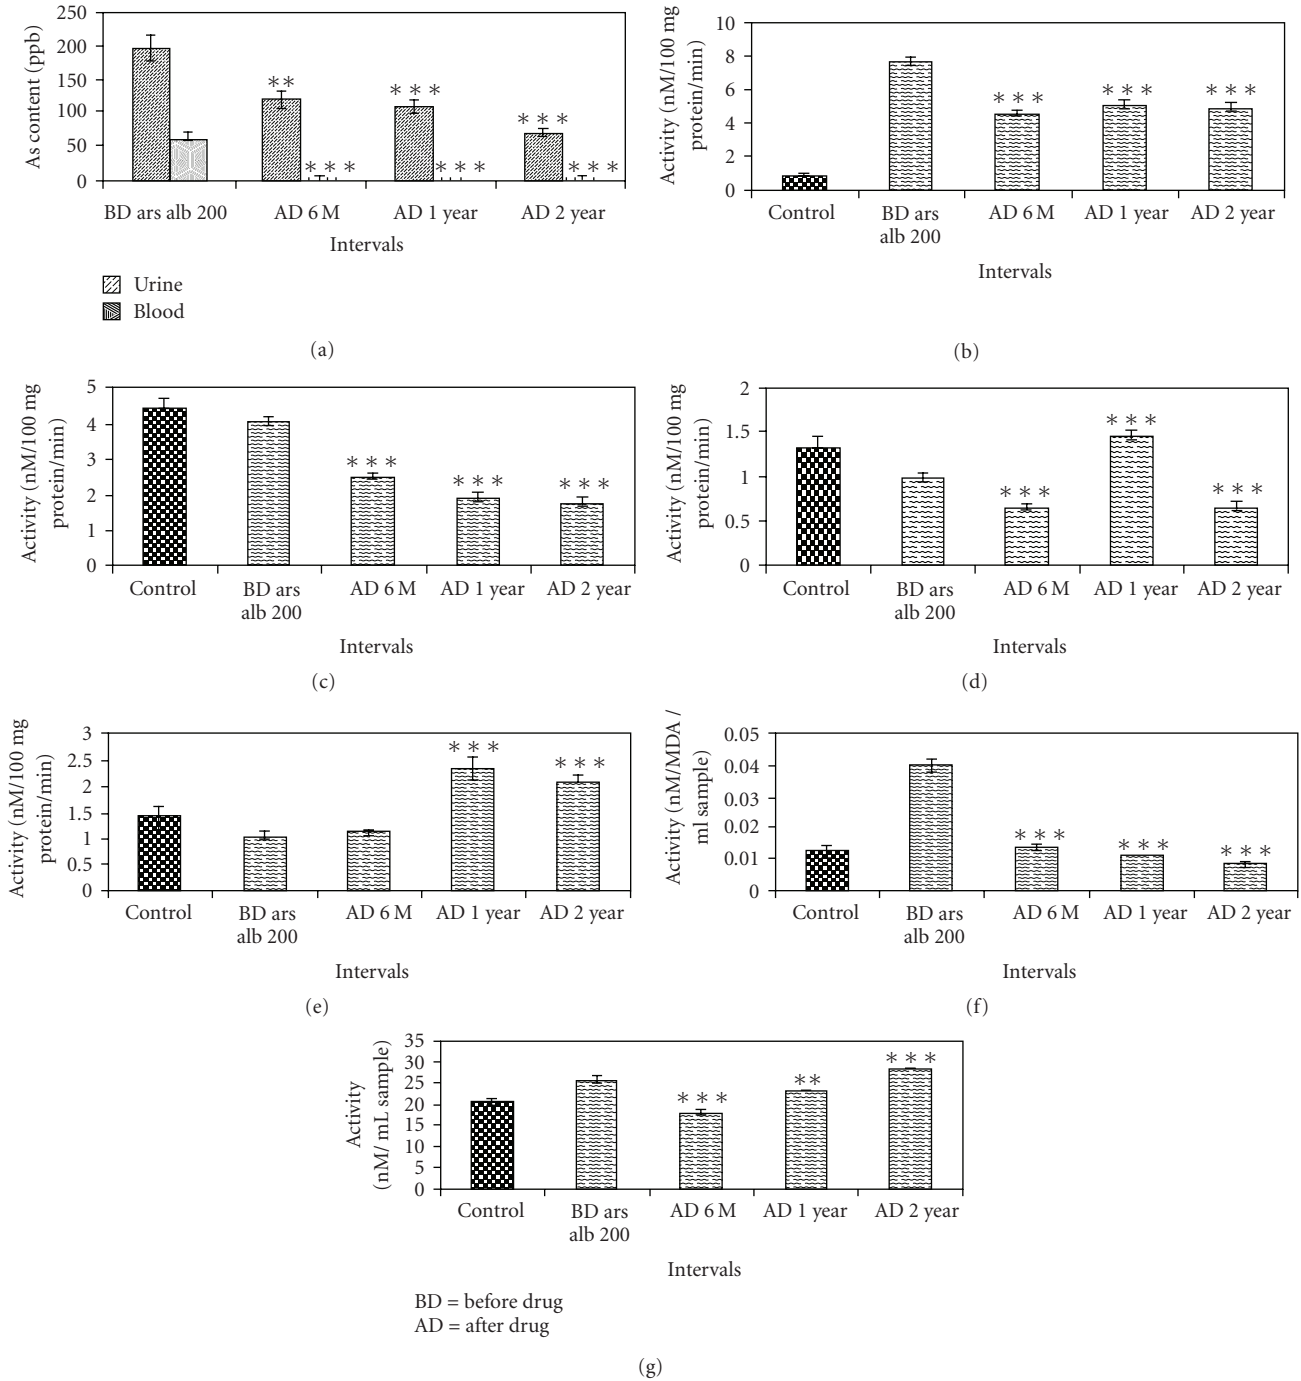 As content (ppb)
250
200
150
100
50
0
** *** ***
*** *** ***
BD ars alb 200 AD 6 M AD 1 year AD 2 year
Intervals
Urine
Blood
(a)
Activity (nM/100 mg
protein/min)
10
8
6
4
2
0
*** *** ***
Control BD ars AD 6 M AD 1 year AD 2 year
alb 200
Intervals
(b)
Activity (nM/100 mg
protein/min)
5
4
3
2
1
0
*** *** ***
Control BD ars AD 6 M AD 1 year AD 2 year
alb 200
Intervals
(c)
Activity (nM/100 mg
protein/min)
2
1.5
1
0.5
0
*** *** ***
Control BD ars AD 6 M AD 1 year AD 2 year
alb 200
Intervals
(d)
Activity (nM/100 mg
protein/min)
3
2.5
2
1.5
1
0.5
0
*** ***
Control BD ars AD 6 M AD 1 year AD 2 year
alb 200
Intervals
(e)
Activity (nM/MDA /
ml sample)
0.05
0.04
0.03
0.02
0.01
0
*** *** ***
Control BD ars AD 6 M AD 1 year AD 2 year
alb 200
Intervals
(f)
Activity
(nM/ mL sample)
35
30
25
20
15
10
5
0
*** ** ***
Control BD ars AD 6 M AD 1 year AD 2 year
alb 200
Intervals
BD = before drug
AD = after drug
(g)